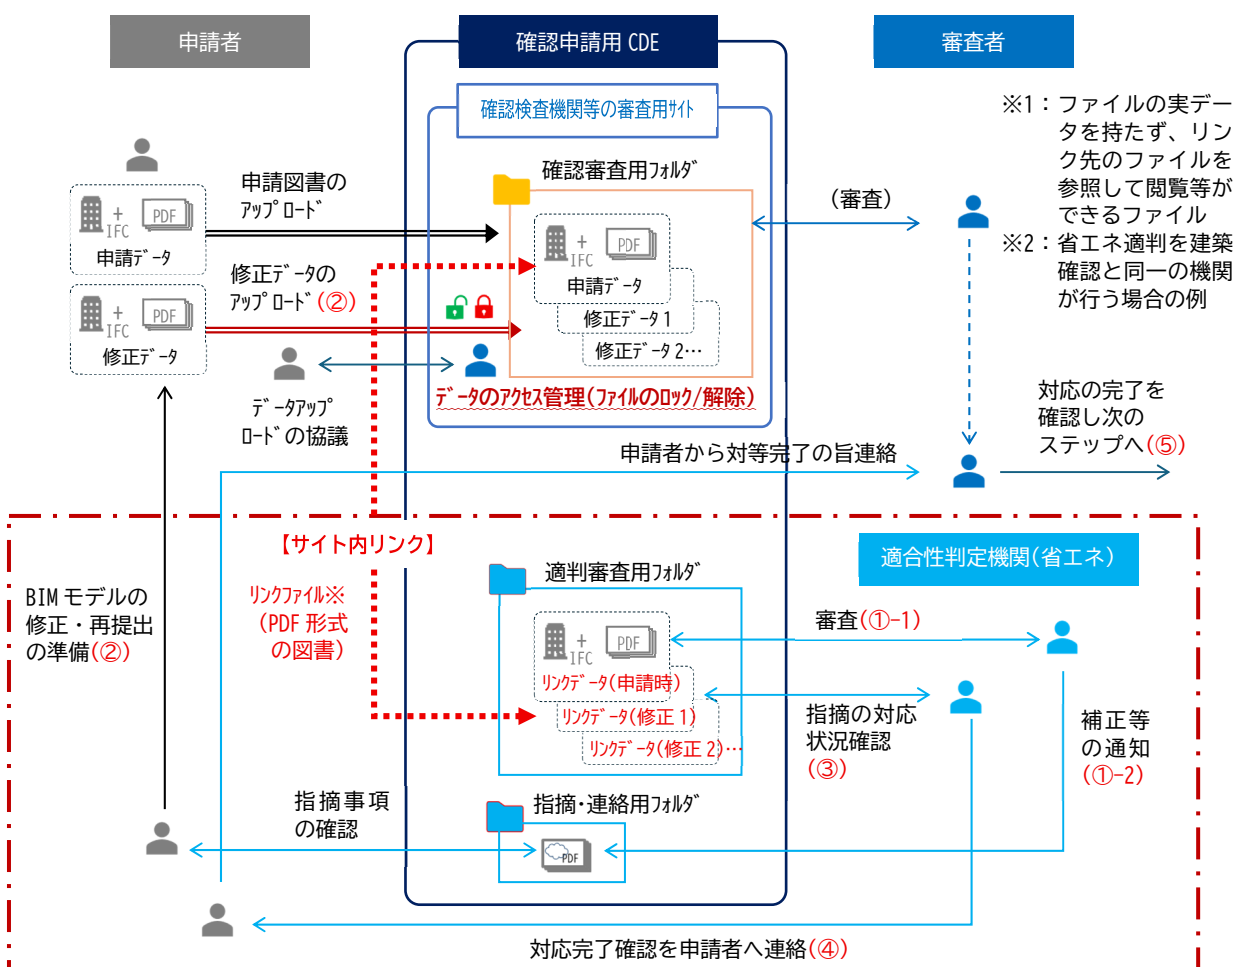 申請者
確認申請用 CDE
審査者
確認検査機関等の審査用ｻｲﾄ
※1：ファイルの実デー
タを持たず、リン
ク先のファイルを
参照して閲覧等が
できるファイル
※2：省エネ適判を建築
確認と同一の機関
が行う場合の例
確認審査用ﾌｫﾙﾀﾞ
申請図書の
ｱｯﾌﾟﾛｰﾄﾞ
(審査)
+
IFC
PDF
申請ﾃﾞｰﾀ
+
IFC
PDF
申請ﾃﾞｰﾀ
修正ﾃﾞｰﾀ1
修正ﾃﾞｰﾀ2…
修正ﾃﾞｰﾀの
ｱｯﾌﾟﾛｰﾄﾞ(②)
+
IFC
PDF
修正ﾃﾞｰﾀ
ﾃﾞｰﾀｱｯﾌﾟ
ﾛｰﾄﾞの協議
ﾃﾞｰﾀのｱｸｾｽ管理(ﾌｧｲﾙのﾛｯｸ/解除)
対応の完了を
確認し次の
ステップへ(⑤)
申請者から対等完了の旨連絡
【サイト内リンク】
適合性判定機関(省エネ)
適判審査用ﾌｫﾙﾀﾞ
BIMモデルの
修正・再提出
の準備(②)
ﾘﾝｸﾌｧｲﾙ※
(PDF 形式
の図書)
+
IFC
PDF
ﾘﾝｸﾃﾞｰﾀ(申請時)
ﾘﾝｸﾃﾞｰﾀ(修正1)
ﾘﾝｸﾃﾞｰﾀ(修正2)…
審査(①-1)
指摘の対応
状況確認
(③)
補正等
の通知
(①-2)
指摘事項
の確認
指摘・連絡用ﾌｫﾙﾀﾞ
PDF
対応完了確認を申請者へ連絡(④)